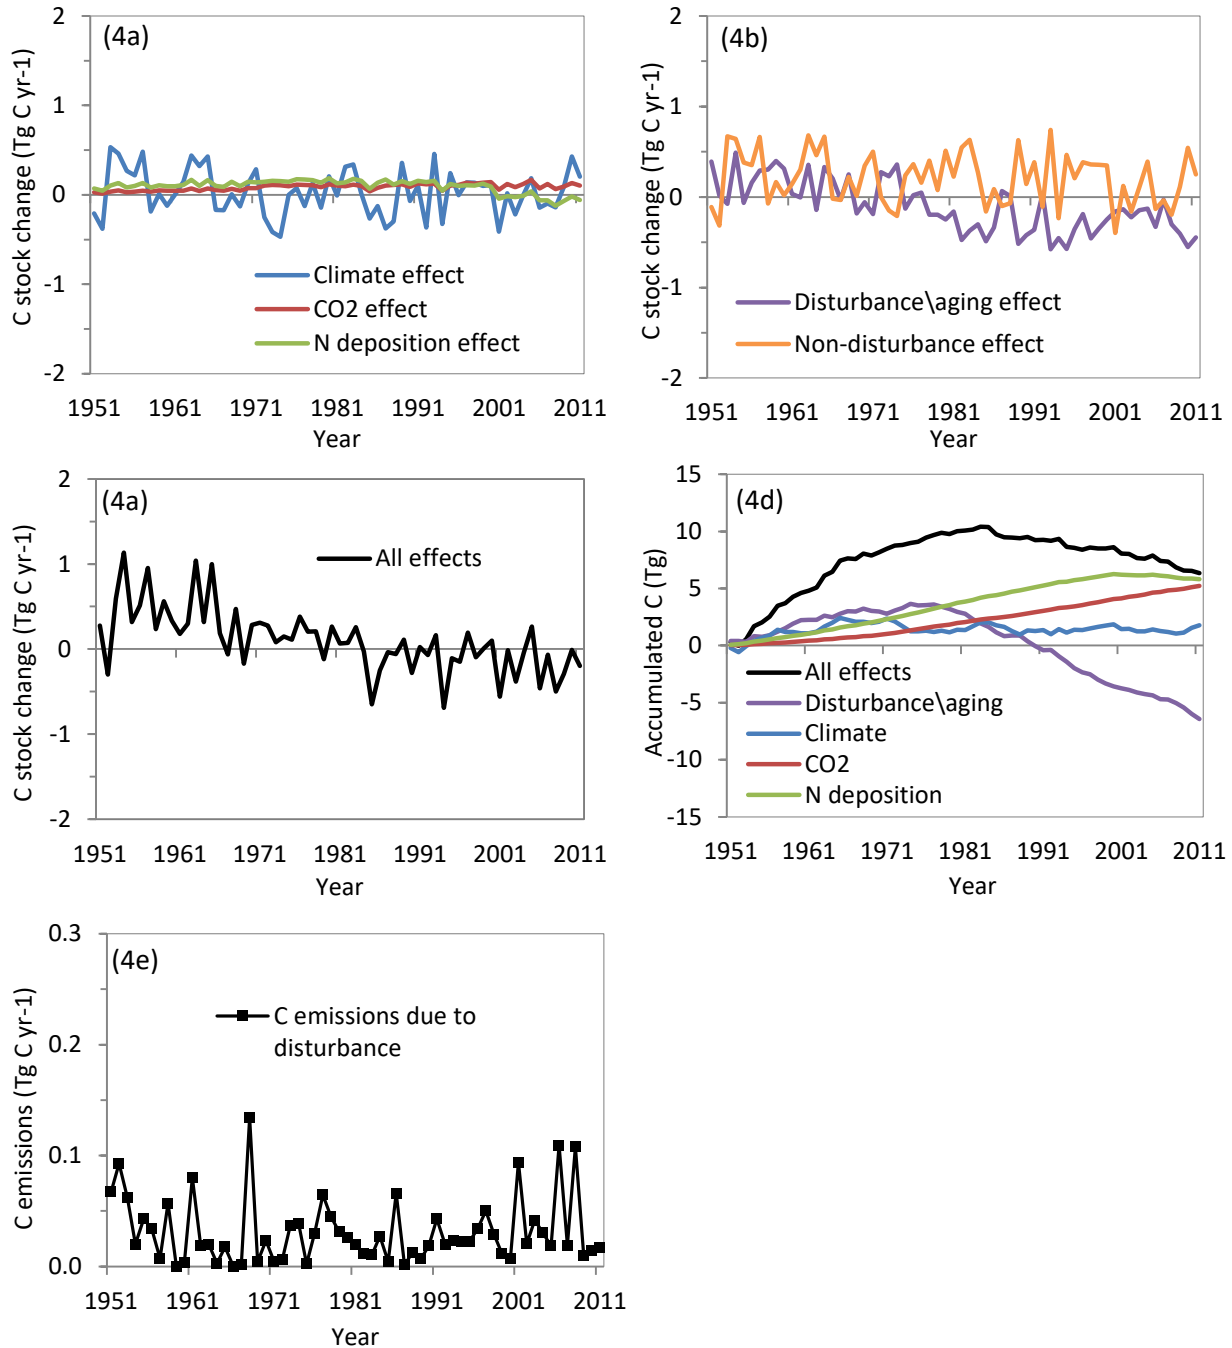 (4a)
C stock change (Tg C yr-1)
2
1
0
-1
-2
Climate effect
CO2 effect
N deposition effect
1951 1961 1971 1981 1991 2001 2011
Year
(4b)
C stock change (Tg C yr-1)
2
1
0
-1
-2
Disturbance\aging effect
Non-disturbance effect
1951 1961 1971 1981 1991 2001 2011
Year
(4a)
C stock change (Tg C yr-1)
2
1
0
-1
-2
All effects
1951 1961 1971 1981 1991 2001 2011
Year
(4d)
Accumulated C (Tg)
15
10
5
0
-5
-10
-15
All effects
Disturbance\aging
Climate
CO2
N deposition
1951 1961 1971 1981 1991 2001 2011
Year
(4e)
C emissions (Tg C yr-1)
0.3
0.2
0.1
0.0
C emissions due to
disturbance
1951 1961 1971 1981 1991 2001 2011
Year